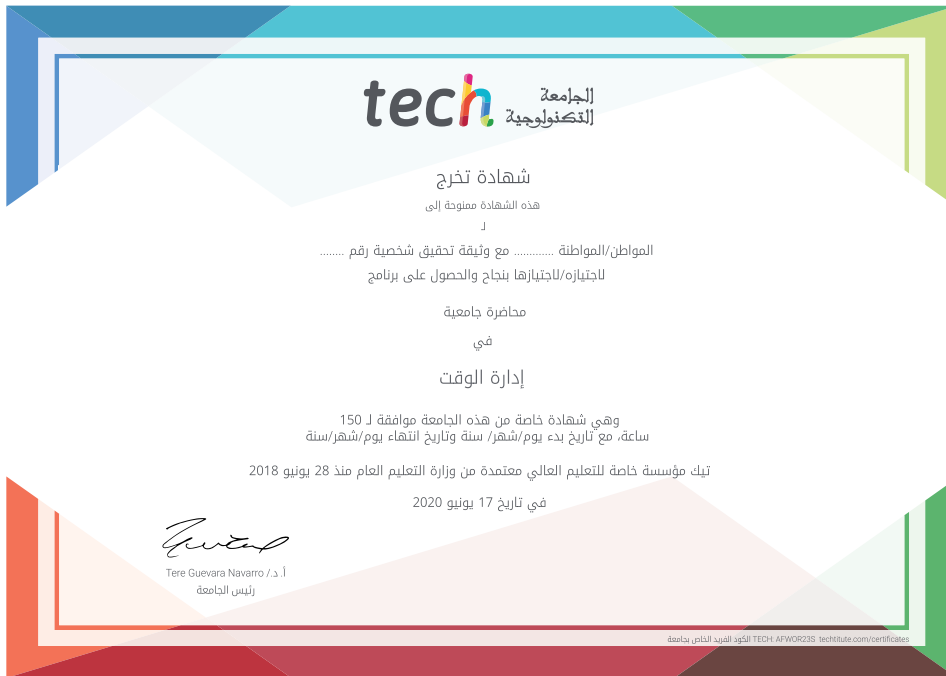 tech الجامعة
التكنولوجية
شهادة تخرج
هذه الشهادة ممنوحة إلى
لـ
المواطن/المواطنة ............ مع وثيقة تحقيق شخصية رقم ........
لاجتيازه/لاجتيازها بنجاح والحصول على برنامج
محاضرة جامعية
في
إدارة الوقت
وهي شهادة خاصة من هذه الجامعة موافقة لـ 150
ساعة، مع تاريخ بدء يوم/شهر/ سنة وتاريخ انتهاء يوم/شهر/سنة
تيك مؤسسة خاصة للتعليم العالي معتمدة من وزارة التعليم العام منذ 28 يونيو 2018
في تاريخ 17 يونيو 2020
أ. د./ Tere Guevara Navarro
رئيس الجامعة
الكود الفريد الخاص بجامعة TECH: AFWOR23S techtitute.com/certificates